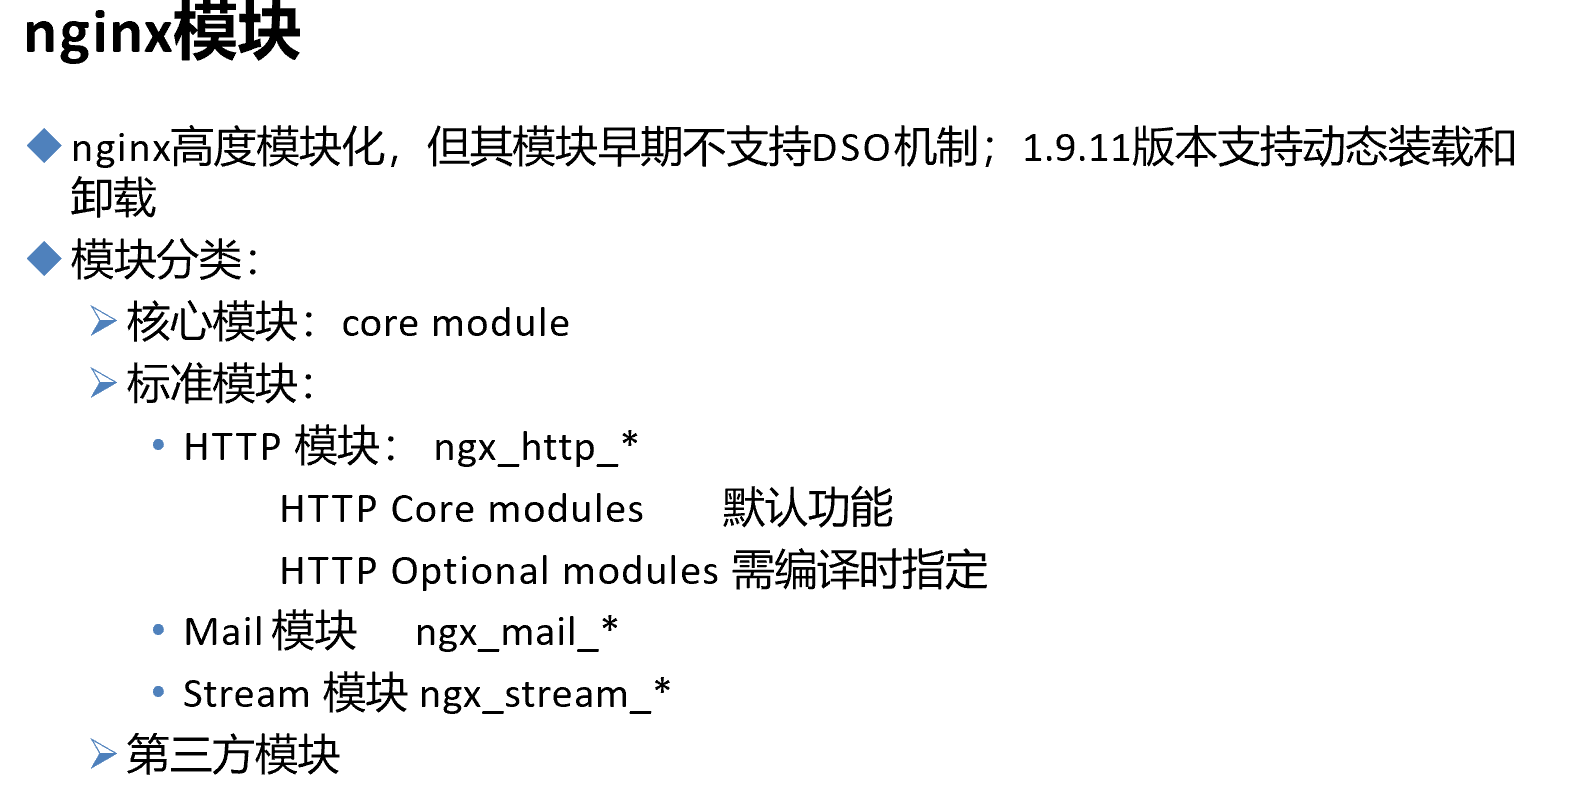 nginx模块
nginx高度模块化，但其模块早期不支持DSO机制；1.9.11版本支持动态装载和
卸载
模块分类：
核心模块：core module
标准模块：
HTTP 模块： ngx_http_*
HTTP Core modules 默认功能
HTTP Optional modules 需编译时指定
Mail 模块 ngx_mail_*
Stream 模块 ngx_stream_*
第三方模块